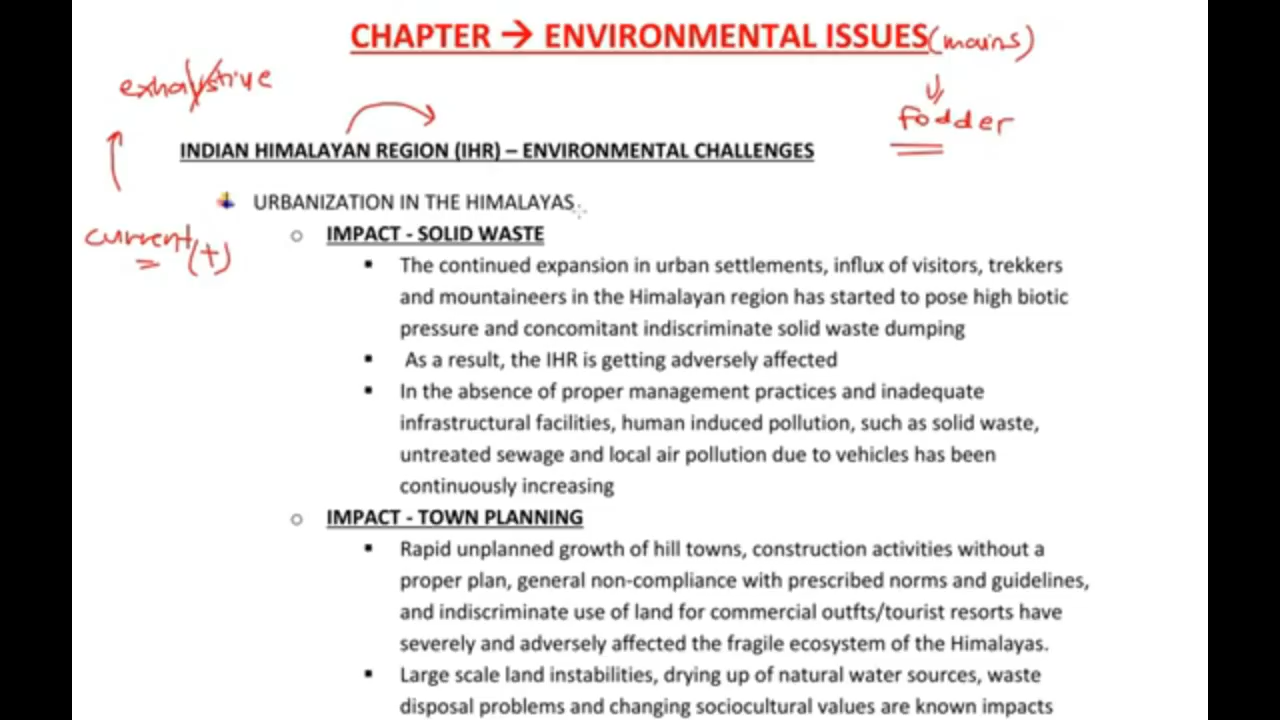 CHAPTER → ENVIRONMENTAL ISSUES (mains)
exhaustive
fodder
INDIAN HIMALAYAN REGION (IHR) – ENVIRONMENTAL CHALLENGES
URBANIZATION IN THE HIMALAYAS
current (+)
IMPACT - SOLID WASTE
The continued expansion in urban settlements, influx of visitors, trekkers
and mountaineers in the Himalayan region has started to pose high biotic
pressure and concomitant indiscriminate solid waste dumping
As a result, the IHR is getting adversely affected
In the absence of proper management practices and inadequate
infrastructural facilities, human induced pollution, such as solid waste,
untreated sewage and local air pollution due to vehicles has been
continuously increasing
IMPACT - TOWN PLANNING
Rapid unplanned growth of hill towns, construction activities without a
proper plan, general non-compliance with prescribed norms and guidelines,
and indiscriminate use of land for commercial outfts/tourist resorts have
severely and adversely affected the fragile ecosystem of the Himalayas.
Large scale land instabilities, drying up of natural water sources, waste
disposal problems and changing sociocultural values are known impacts